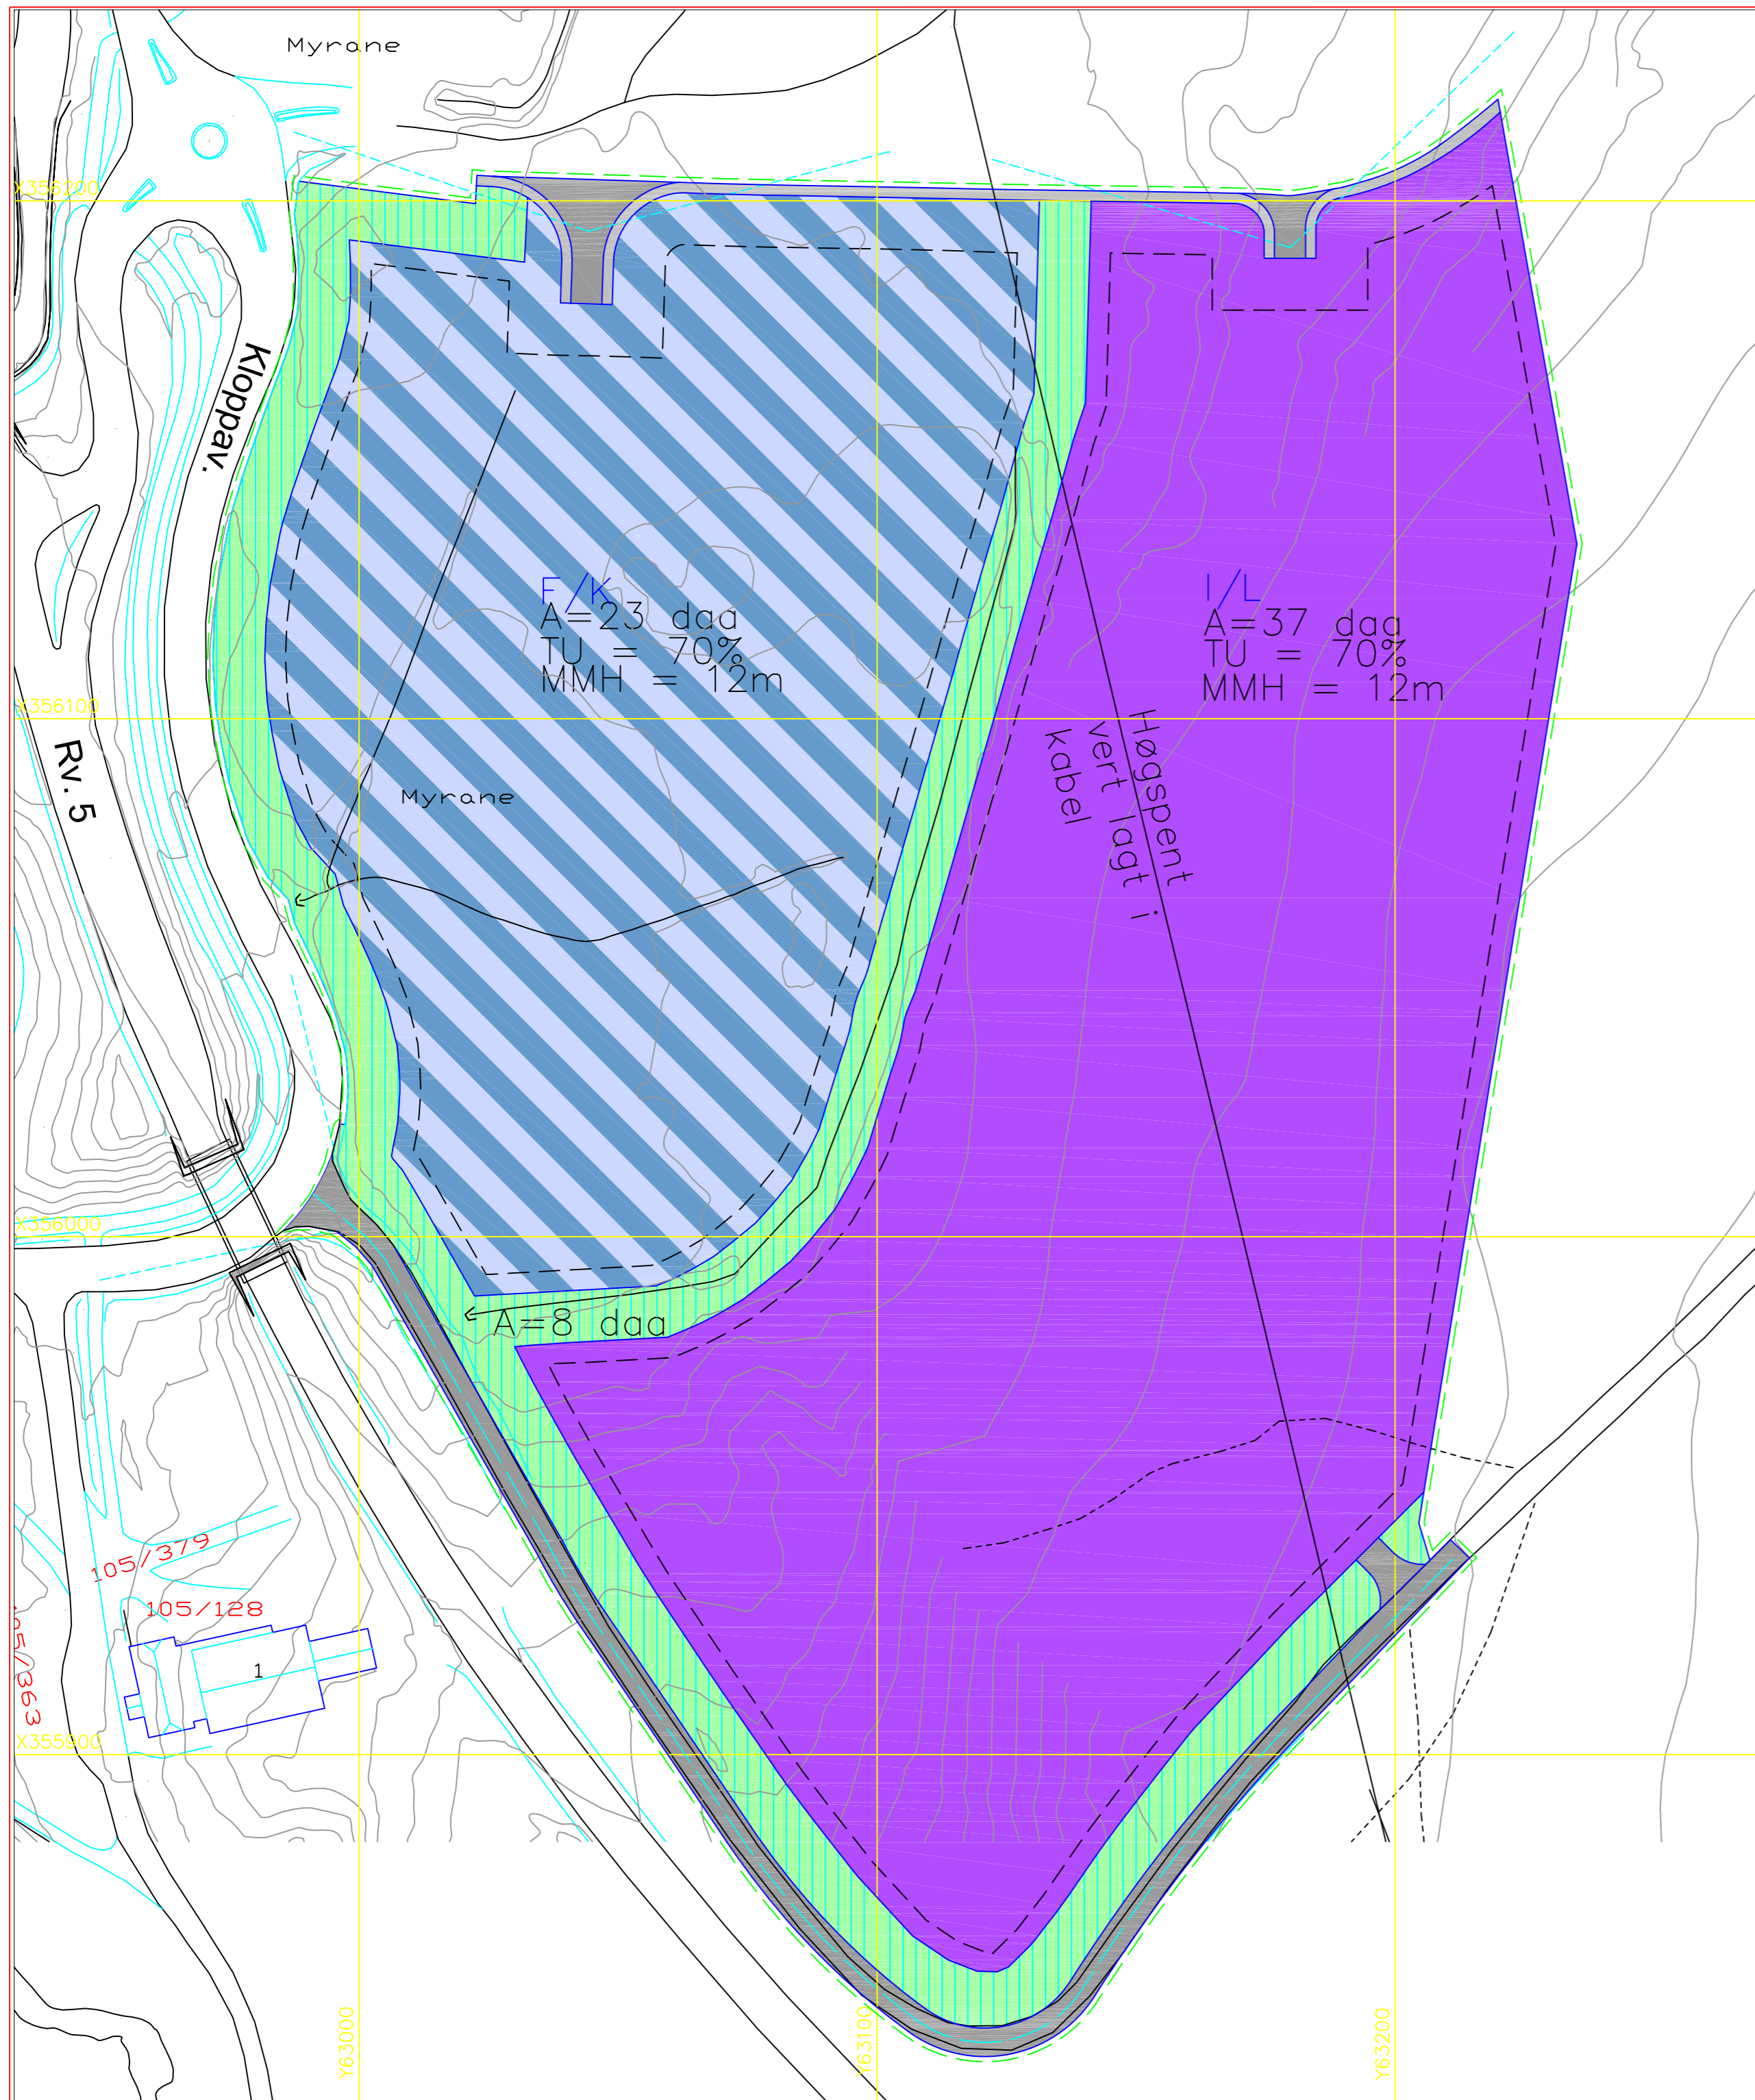 Myrane
X356200
Kloppav.
F/K
A=23 daa
TU = 70%
MMH = 12m
I/L
A=37 daa
TU = 70%
MMH = 12m
X356100
Høgspent
vert lagt i
kabel
Rv. 5
Myrane
X356000
A=8 daa
105/379
105/128
1
X355900
Y63000
Y63100
Y63200